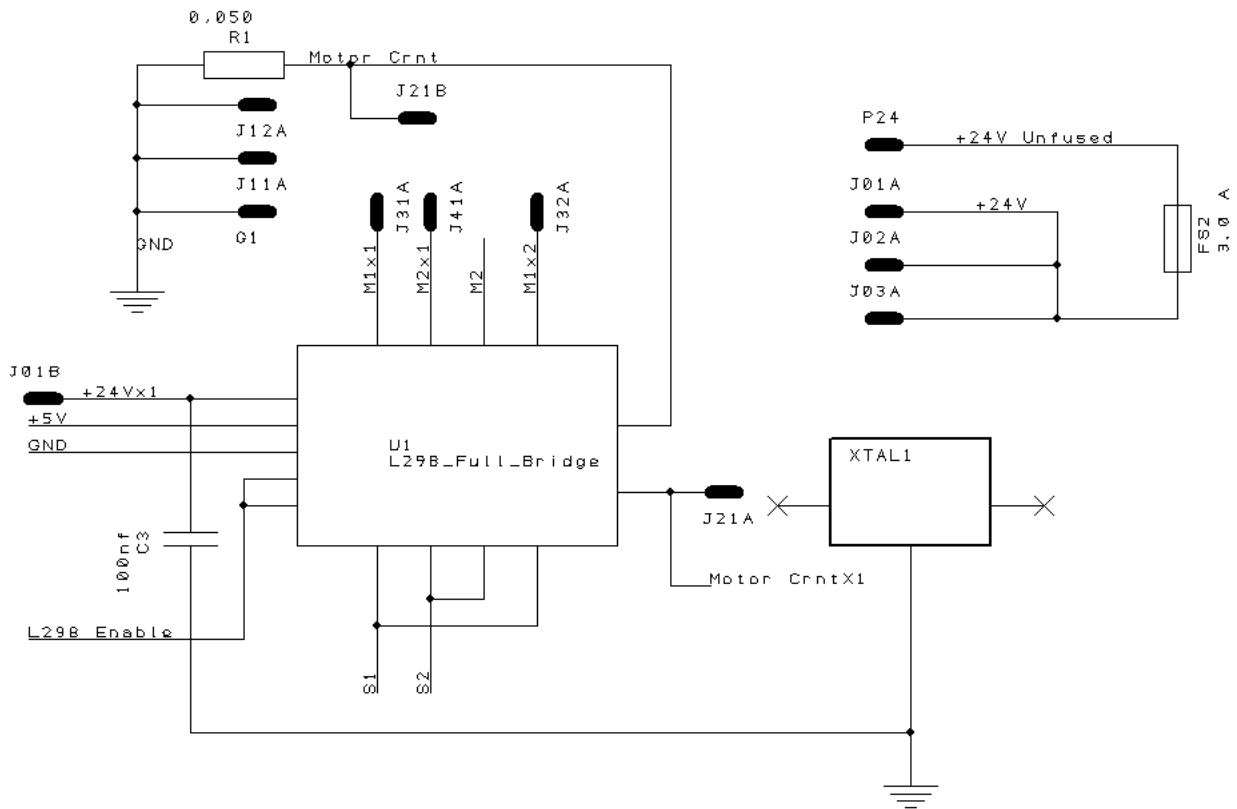 0,050
R1
Motor Crnt
J21B
J12A
J11A
G1
GND
P24
+24V Unfused
J01A
+24V
J02A
J03A
FS2
3.0 A
J31A
J41A
J32A
M1x1
M2x1
M2
M1x2
J01B
+24Vx1
+5V
GND
U1
L298_Full_Bridge
XTAL1
J21A
Motor CrntX1
100nf
C3
L298 Enable
S1
S2